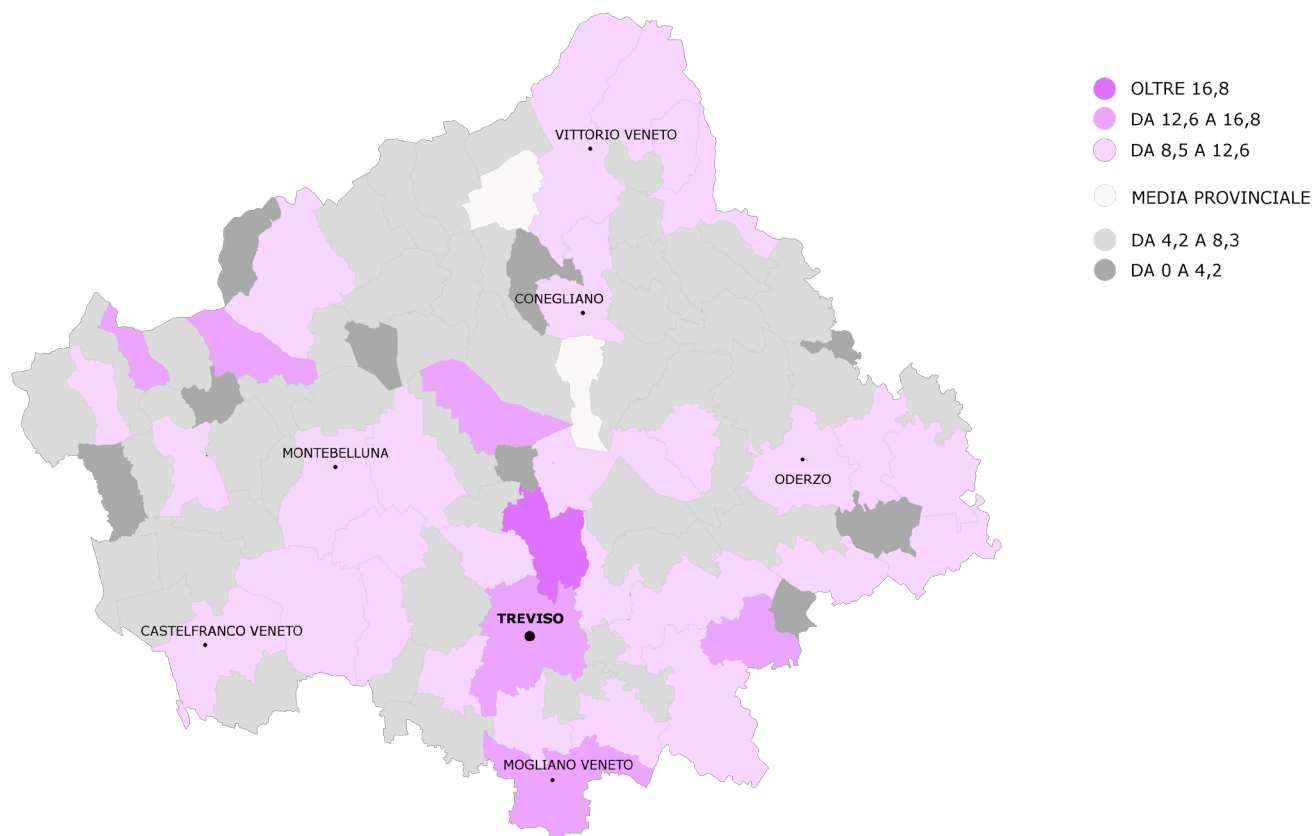 OLTRE 16,8
DA 12,6 A 16,8
DA 8,5 A 12,6
MEDIA PROVINCIALE
DA 4,2 A 8,3
DA 0 A 4,2
VITTORIO VENETO
CONEGLIANO
MONTEBELLUNA
ODERZO
TREVISO
CASTELFRANCO VENETO
MOGLIANO VENETO